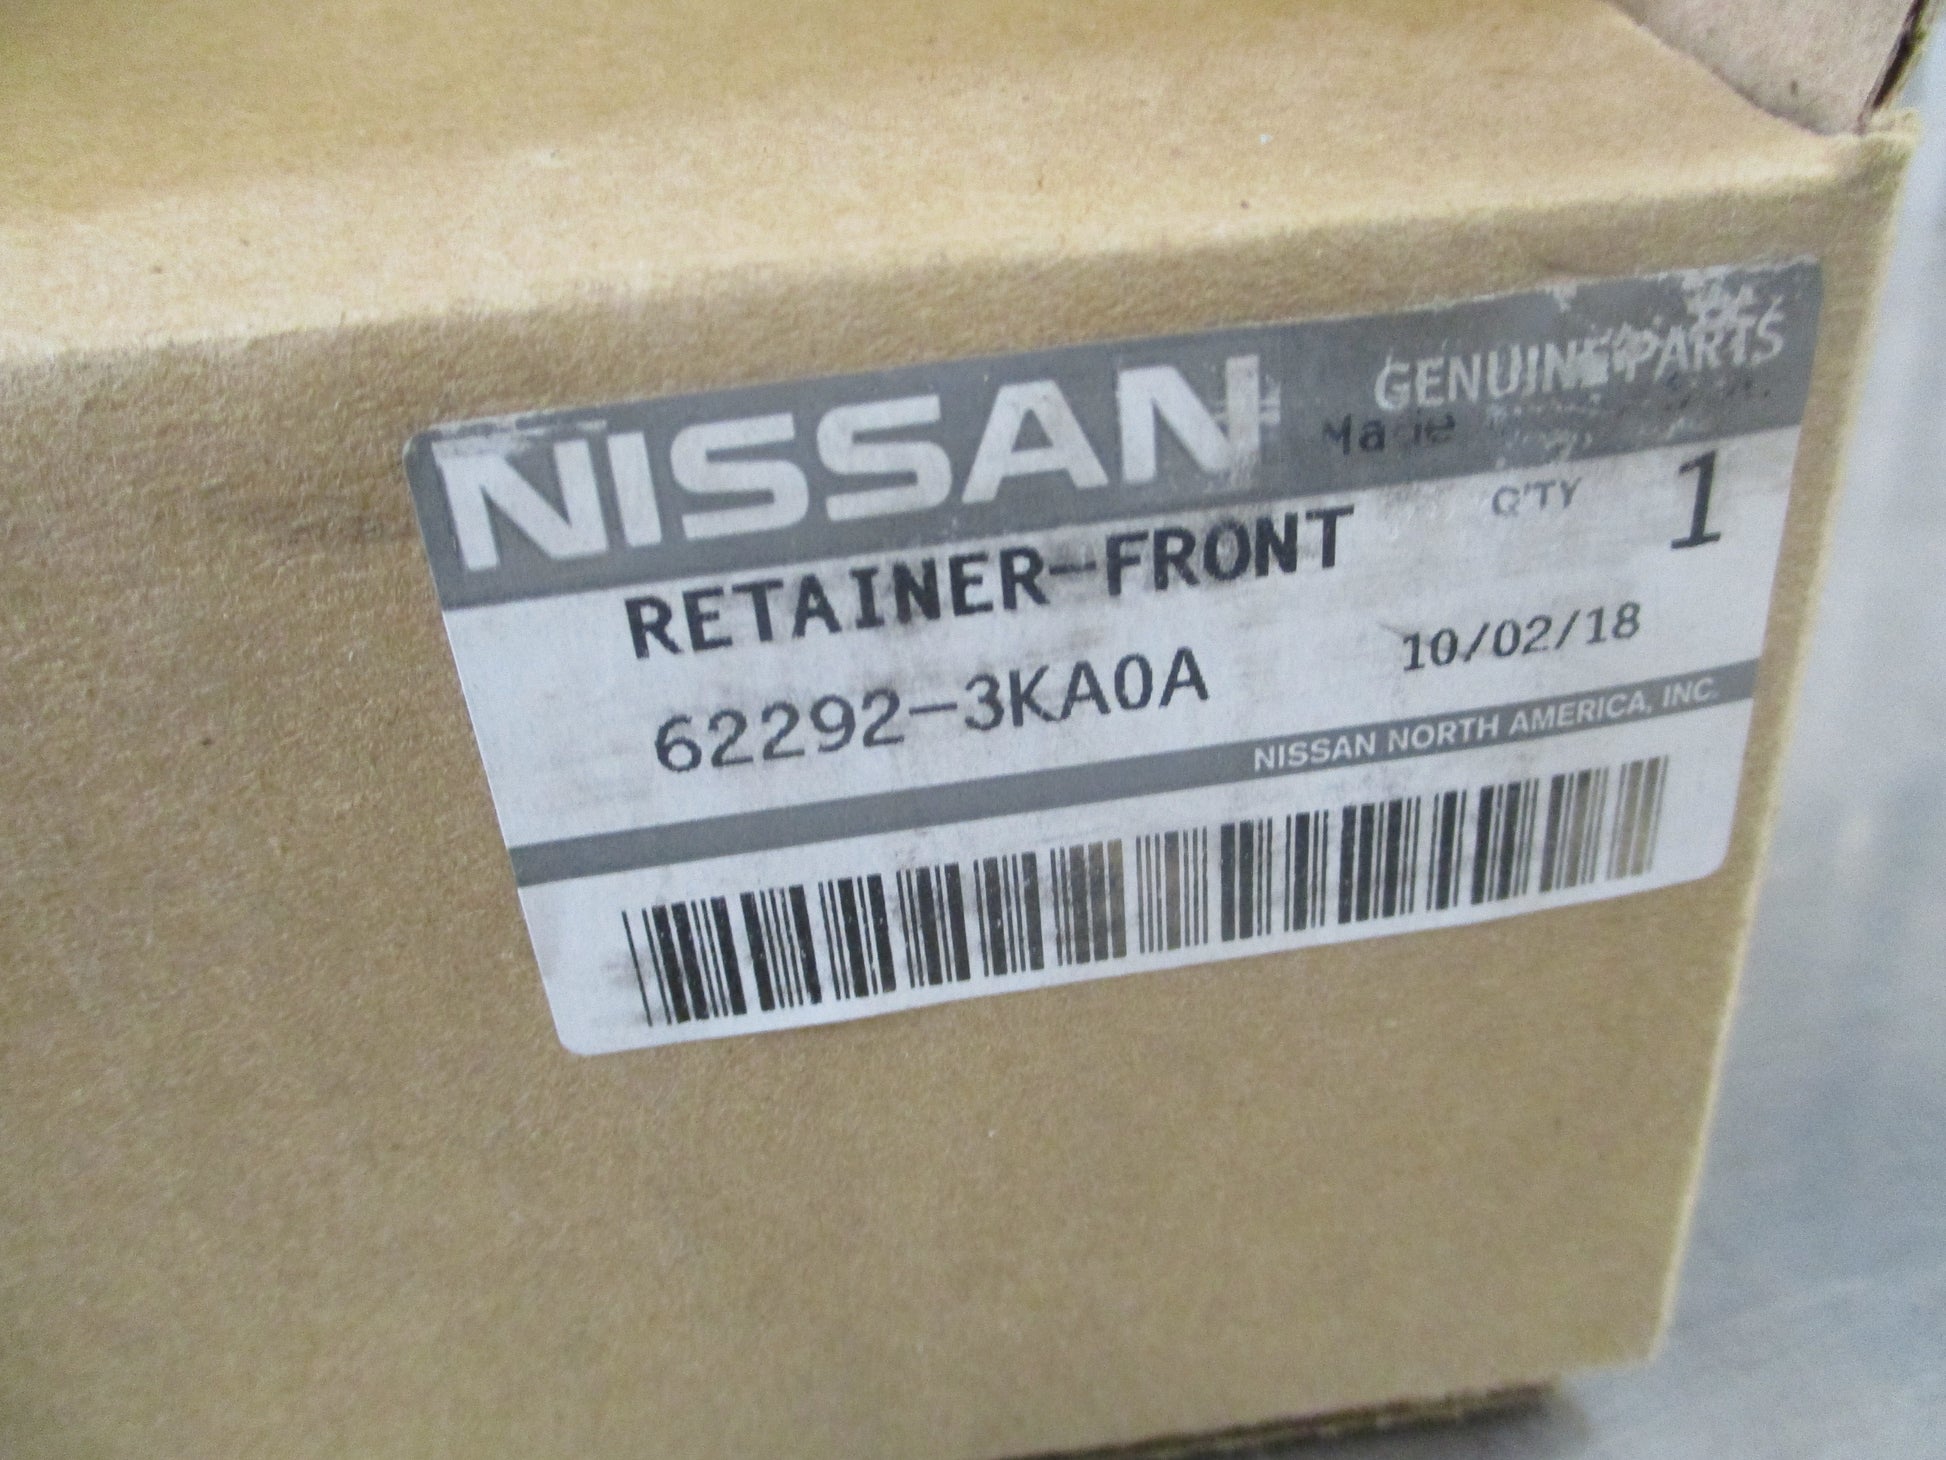 NISSAN GENUINE PARTS
Made
Q'TY 1
RETAINER-FRONT
10/02/18
62292-3KA0A
NISSAN NORTH AMERICA, INC.